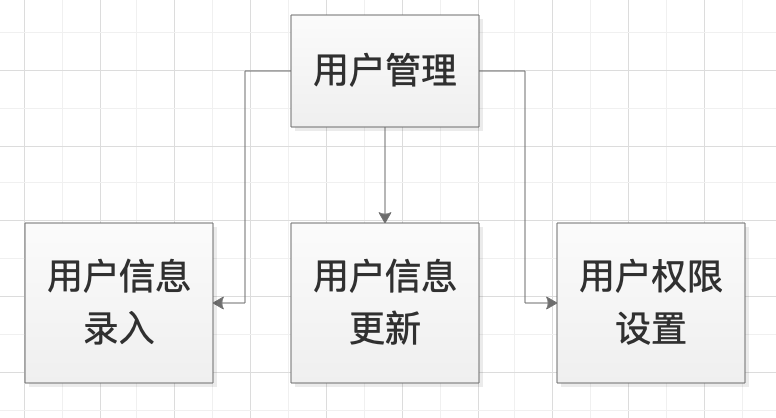 用户管理
用户信息
录入
用户信息
更新
用户权限
设置